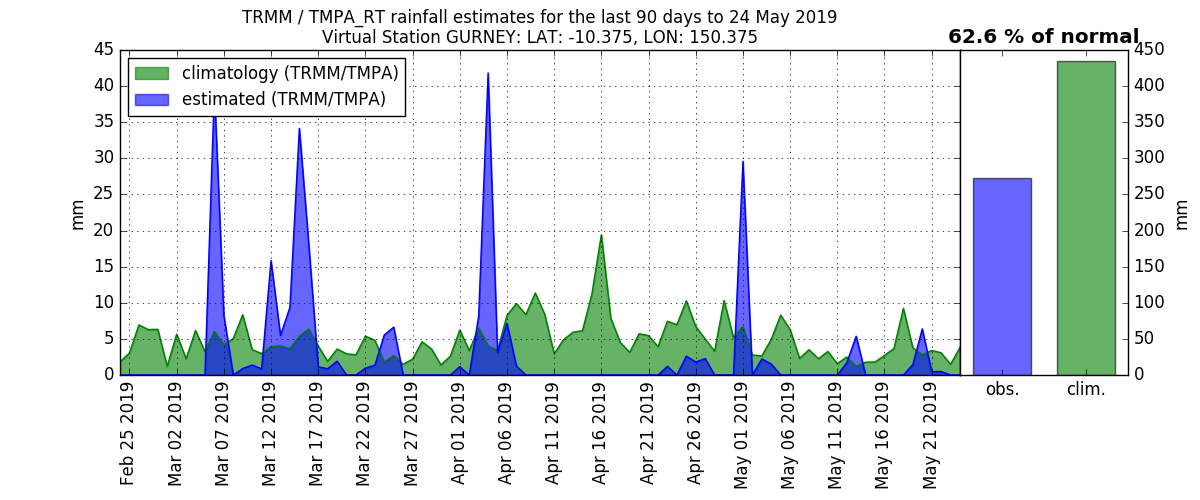 TRMM / TMPA_RT rainfall estimates for the last 90 days to 24 May 2019
Virtual Station GURNEY: LAT: -10.375, LON: 150.375
62.6 % of normal
climatology (TRMM/TMPA)
estimated (TRMM/TMPA)
45
40
35
30
25
20
15
10
5
0
mm
Feb 25 2019
Mar 02 2019
Mar 07 2019
Mar 12 2019
Mar 17 2019
Mar 22 2019
Mar 27 2019
Apr 01 2019
Apr 06 2019
Apr 11 2019
Apr 16 2019
Apr 21 2019
Apr 26 2019
May 01 2019
May 06 2019
May 11 2019
May 16 2019
May 21 2019
obs.
clim.
450
400
350
300
250
200
150
100
50
0
mm